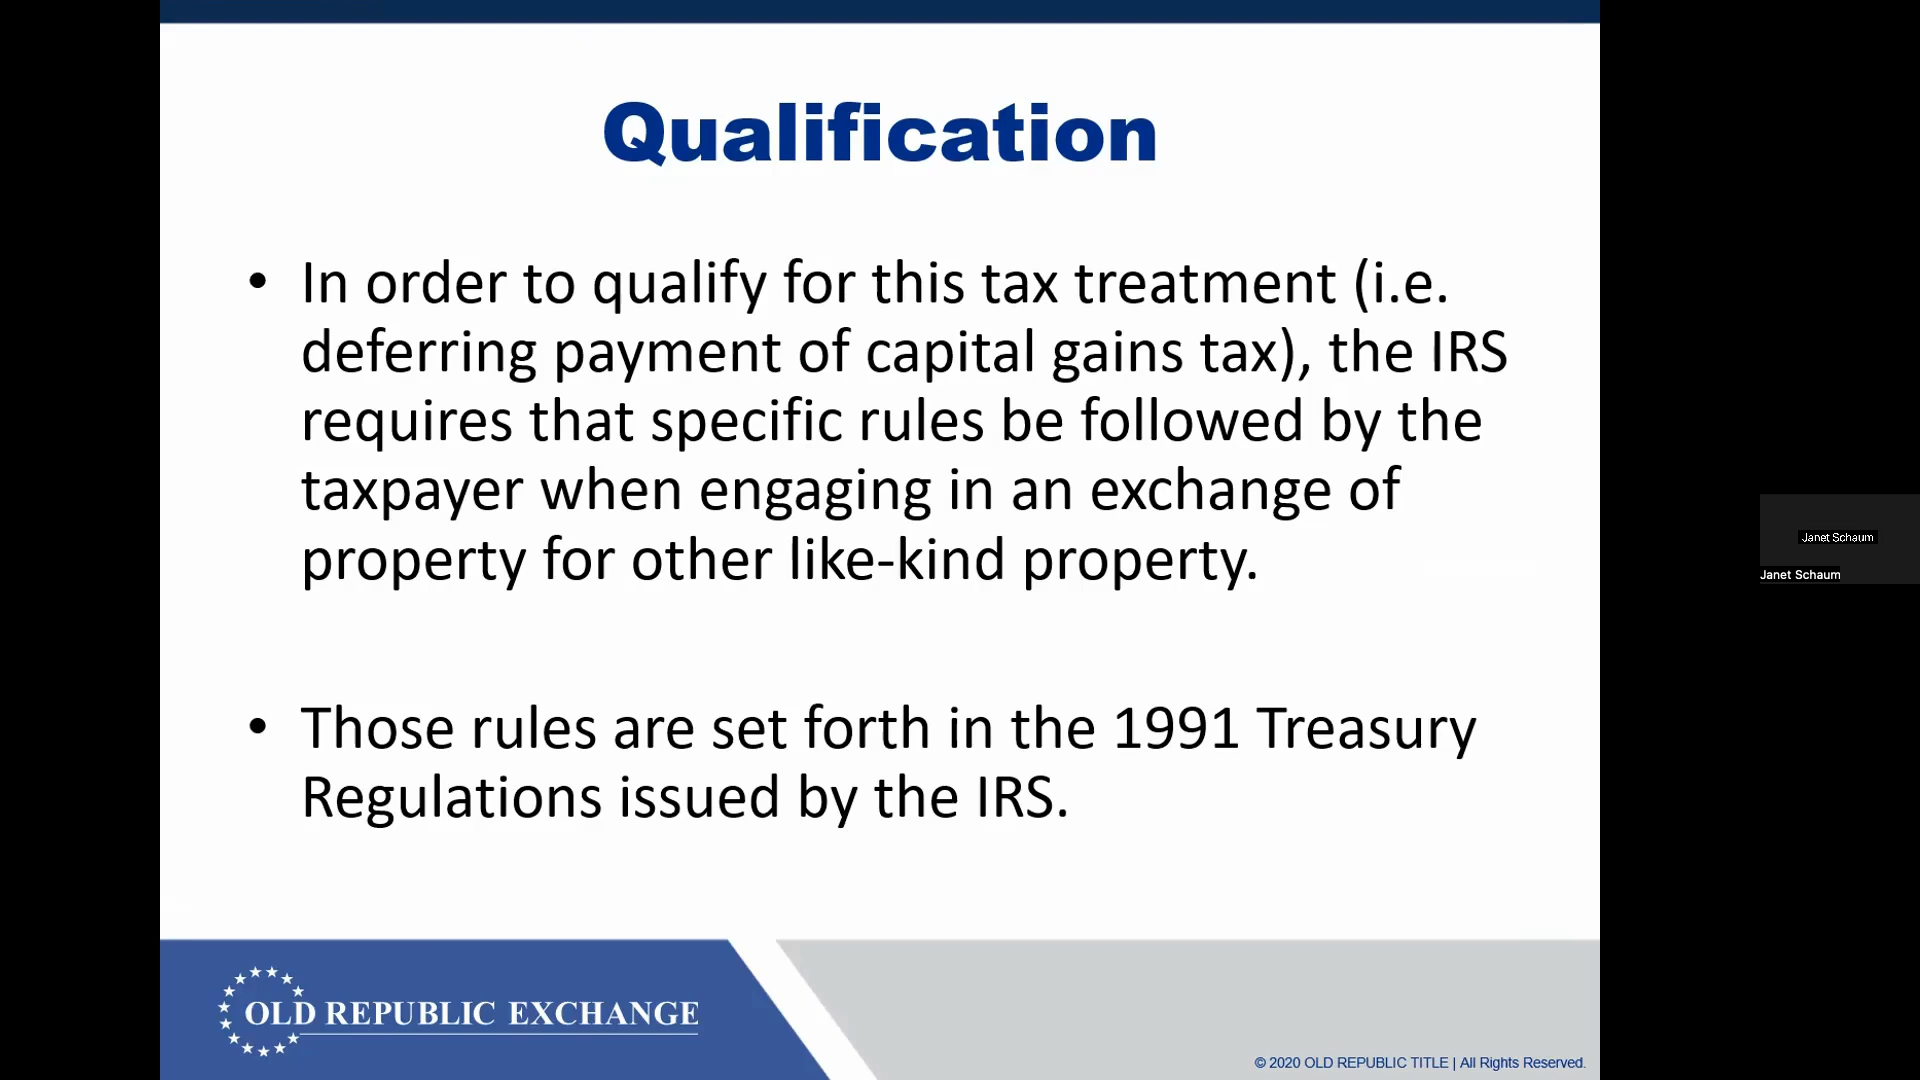 Qualification
• In order to qualify for this tax treatment (i.e.
deferring payment of capital gains tax), the IRS
requires that specific rules be followed by the
taxpayer when engaging in an exchange of
property for other like-kind property.
• Those rules are set forth in the 1991 Treasury
Regulations issued by the IRS.
OLD REPUBLIC EXCHANGE
© 2020 OLD REPUBLIC TITLE | All Rights Reserved.
Janet Schaum
Janet Schaum